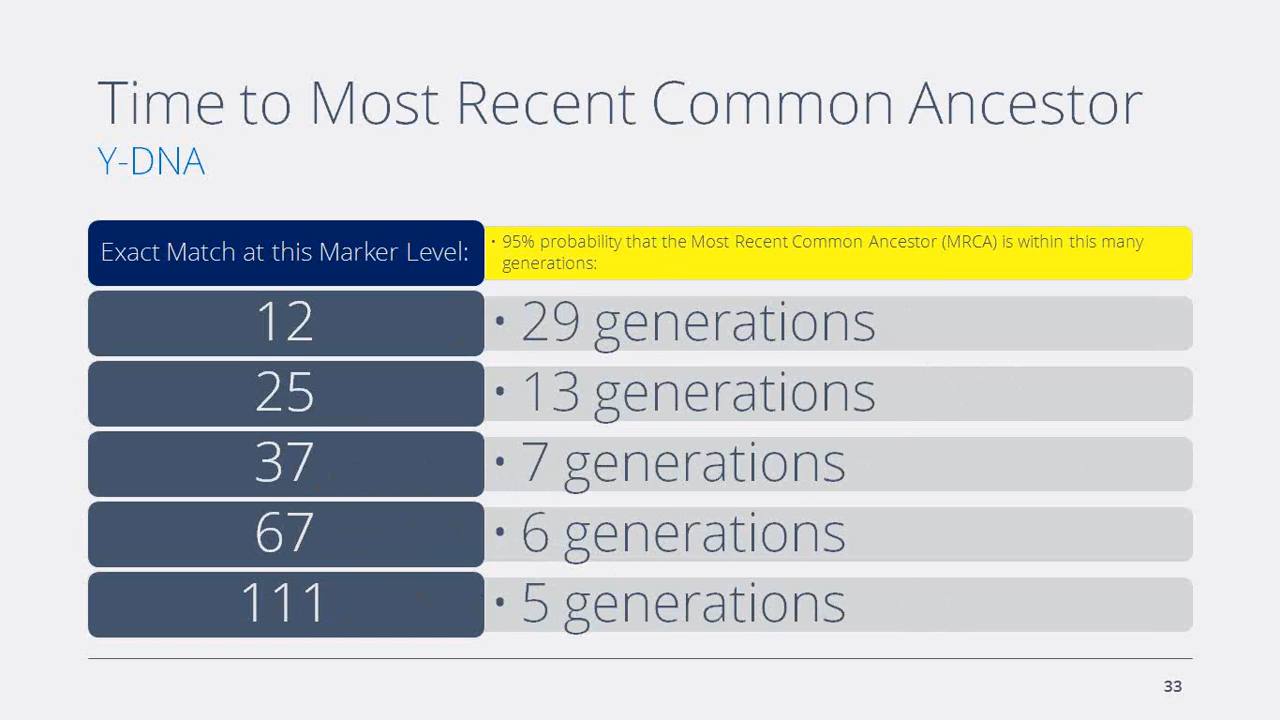 Time to Most Recent Common Ancestor
Y-DNA
Exact Match at this Marker Level:
• 95% probability that the Most Recent Common Ancestor (MRCA) is within this many
generations:
12
• 29 generations
25
• 13 generations
37
• 7 generations
67
• 6 generations
111
• 5 generations
33